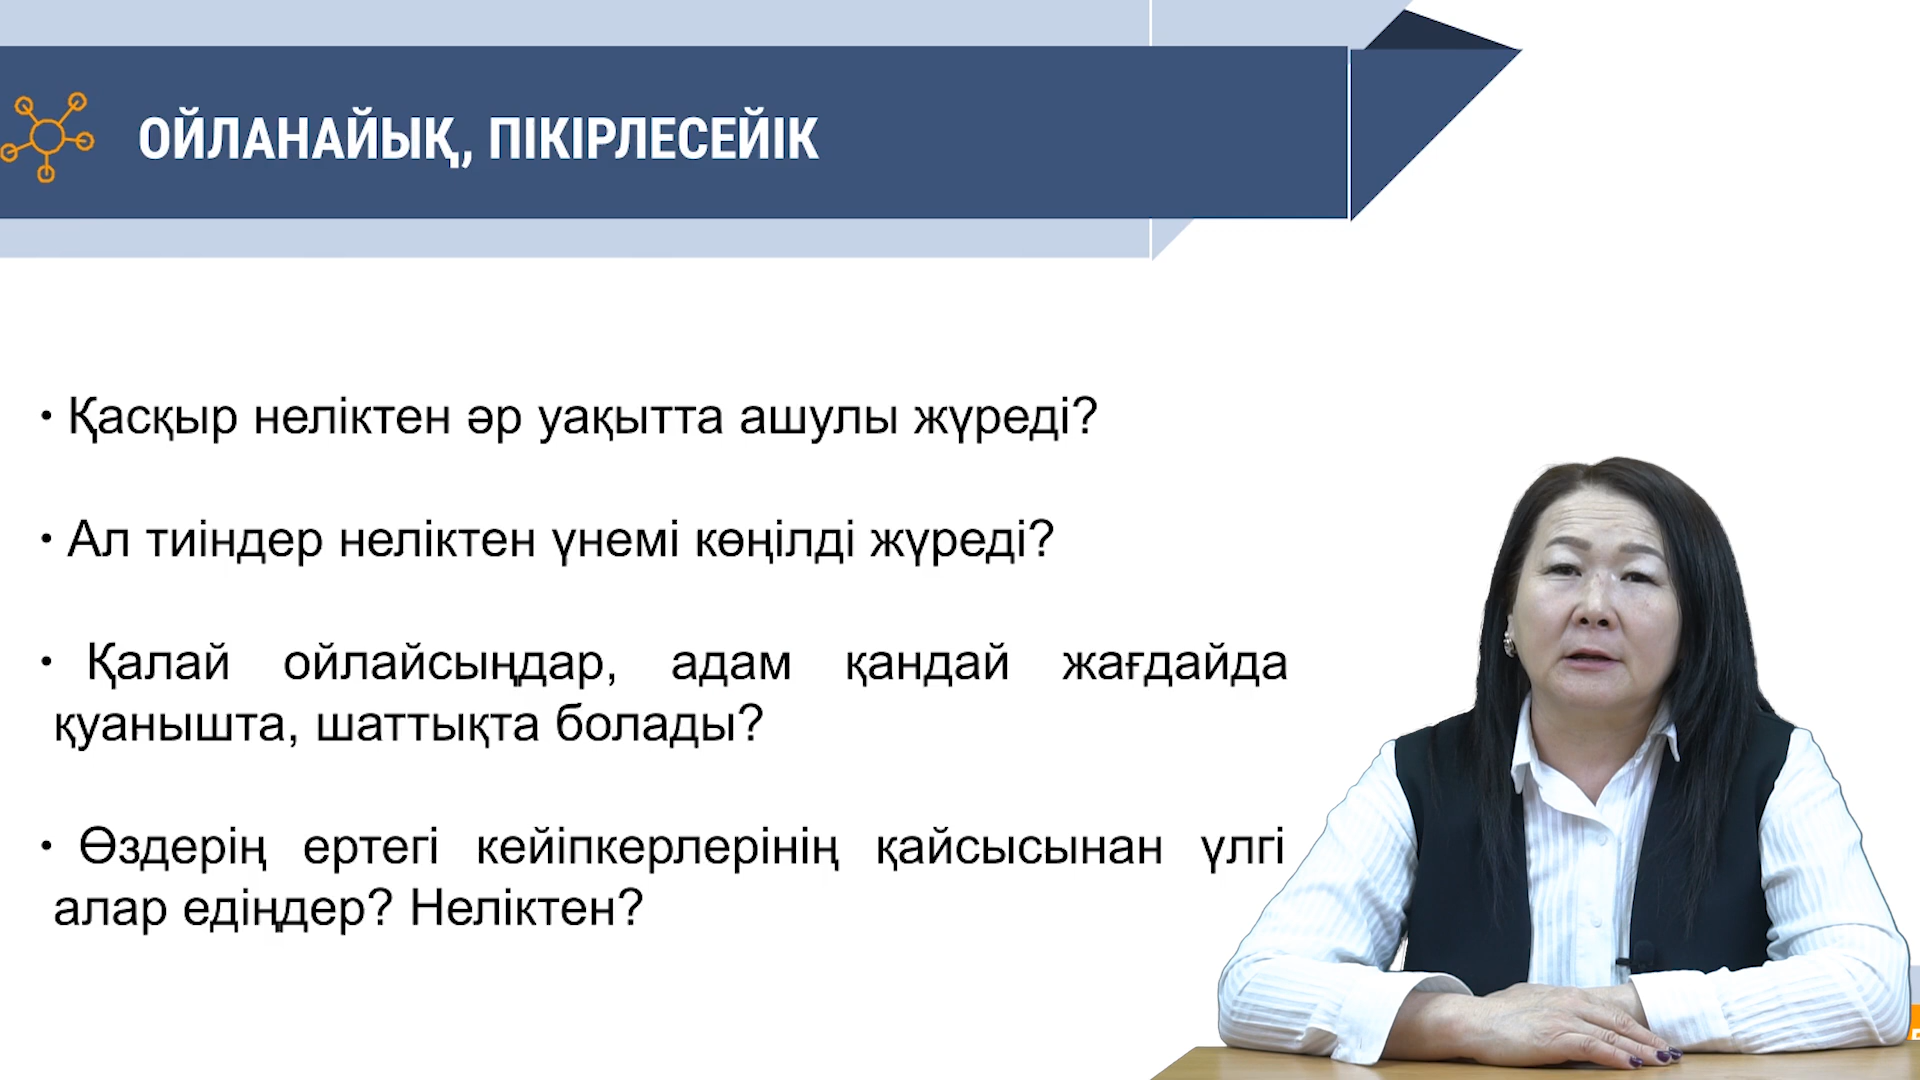 ОЙЛАНАЙЫҚ, ПІКІРЛЕСЕЙІК
• Қасқыр неліктен әр уақытта ашулы жүреді?
• Ал тиіндер неліктен үнемі көңілді жүреді?
• Қалай ойлайсыңдар, адам қандай жағдайда
қуанышта, шаттықта болады?
• Өздерің ертегі кейіпкерлерінің қайсысынан үлгі
алар едіңдер? Неліктен?